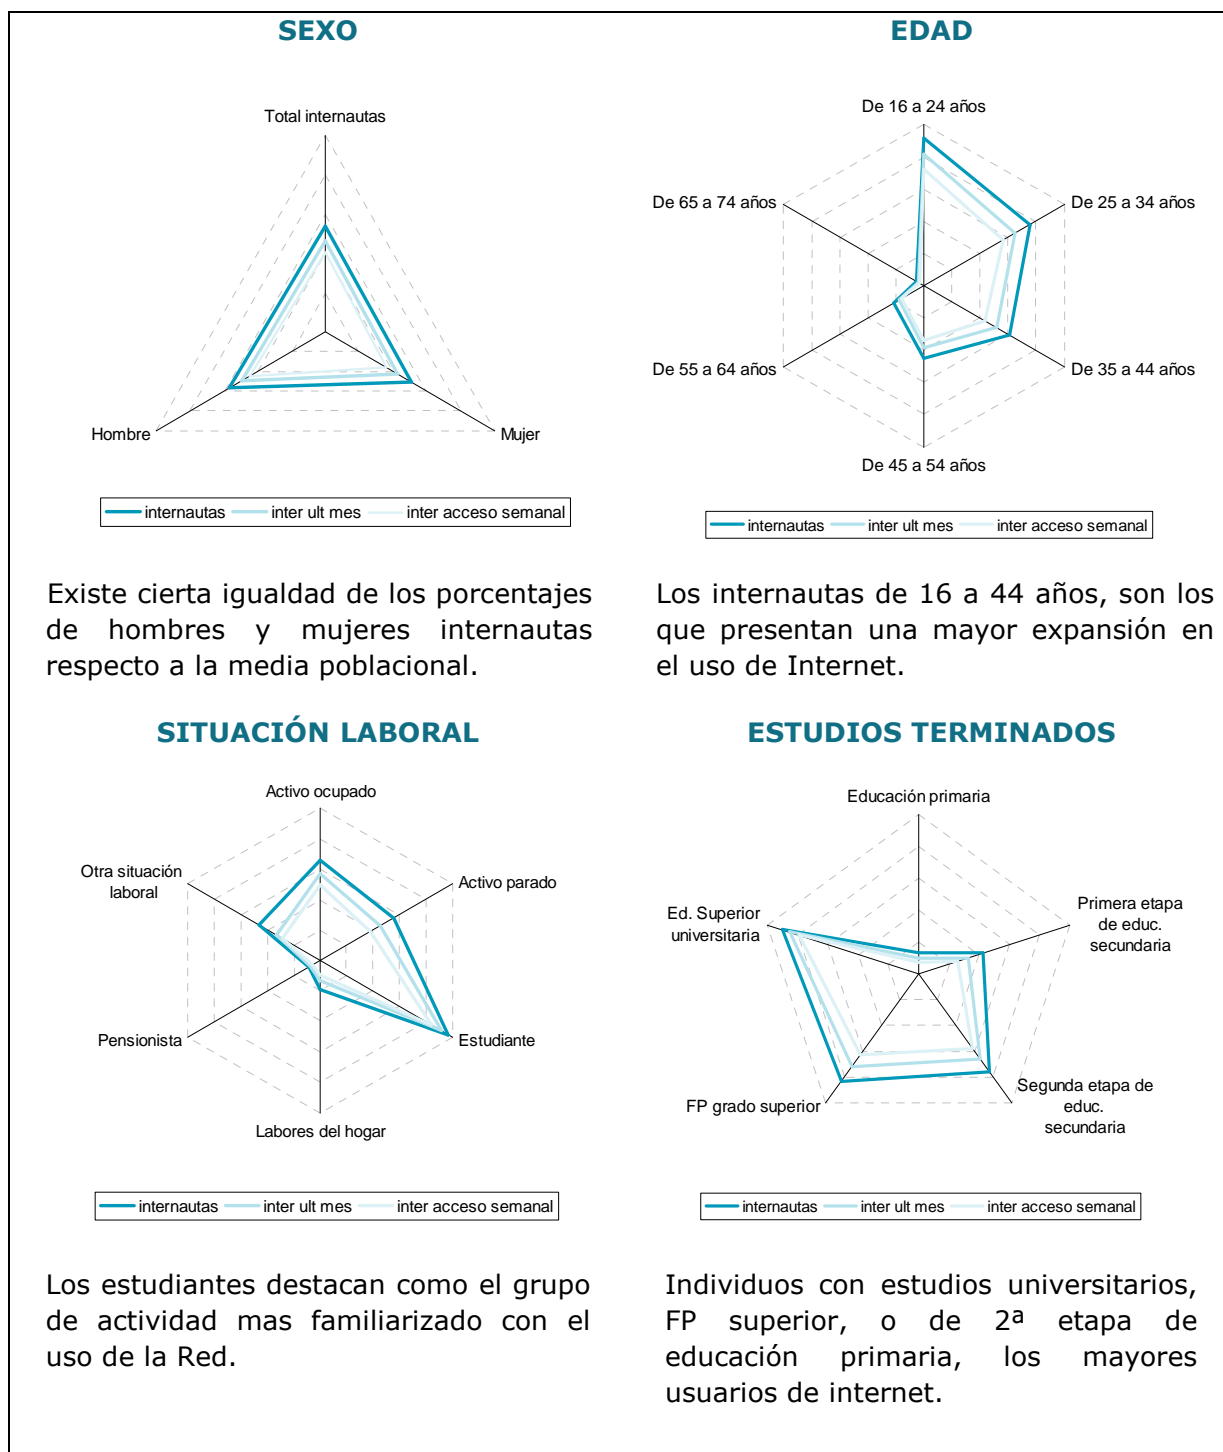 SEXO
Total internautas
Hombre
Mujer
internautas inter ult mes inter acceso semanal
Existe cierta igualdad de los porcentajes
de hombres y mujeres internautas
respecto a la media poblacional.
EDAD
De 16 a 24 años
De 65 a 74 años
De 25 a 34 años
De 55 a 64 años
De 35 a 44 años
De 45 a 54 años
internautas inter ult mes inter acceso semanal
Los internautas de 16 a 44 años, son los
que presentan una mayor expansión en
el uso de Internet.
SITUACIÓN LABORAL
Activo ocupado
Otra situación
laboral
Activo parado
Pensionista
Estudiante
Labores del hogar
internautas inter ult mes inter acceso semanal
Los estudiantes destacan como el grupo
de actividad mas familiarizado con el
uso de la Red.
ESTUDIOS TERMINADOS
Educación primaria
Ed. Superior
universitaria
Primera etapa
de educ.
secundaria
FP grado superior
Segunda etapa de
educ.
secundaria
internautas inter ult mes inter acceso semanal
Individuos con estudios universitarios,
FP superior, o de 2ª etapa de
educación primaria, los mayores
usuarios de internet.